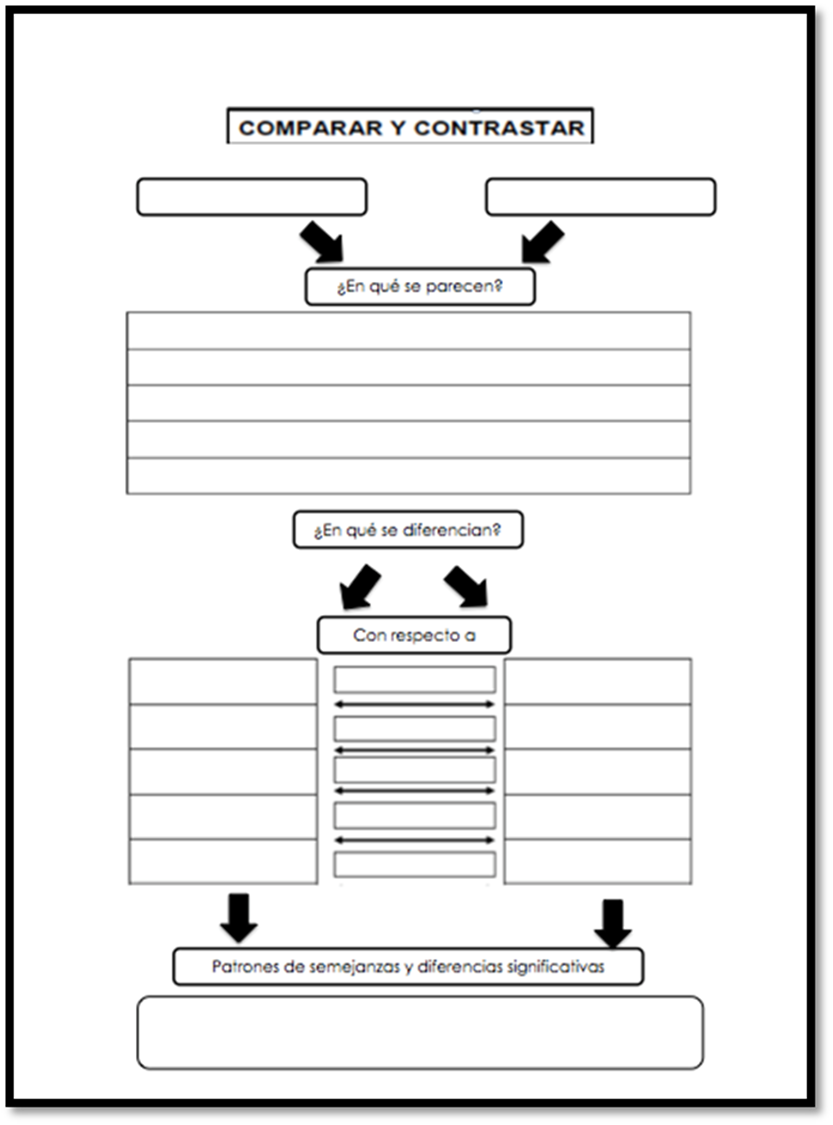 COMPARAR Y CONTRASTAR
¿En qué se parecen?
¿En qué se diferencian?
Con respecto a
Patrones de semejanzas y diferencias significativas